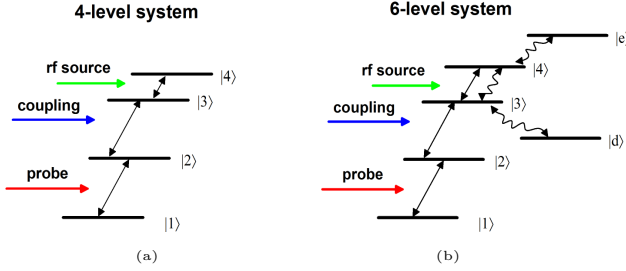 4-level system
6-level system
|4⟩
rf source
|3⟩
coupling
|2⟩
probe
|1⟩
(a)
|e⟩
|4⟩
rf source
|3⟩
coupling
|d⟩
|2⟩
probe
|1⟩
(b)